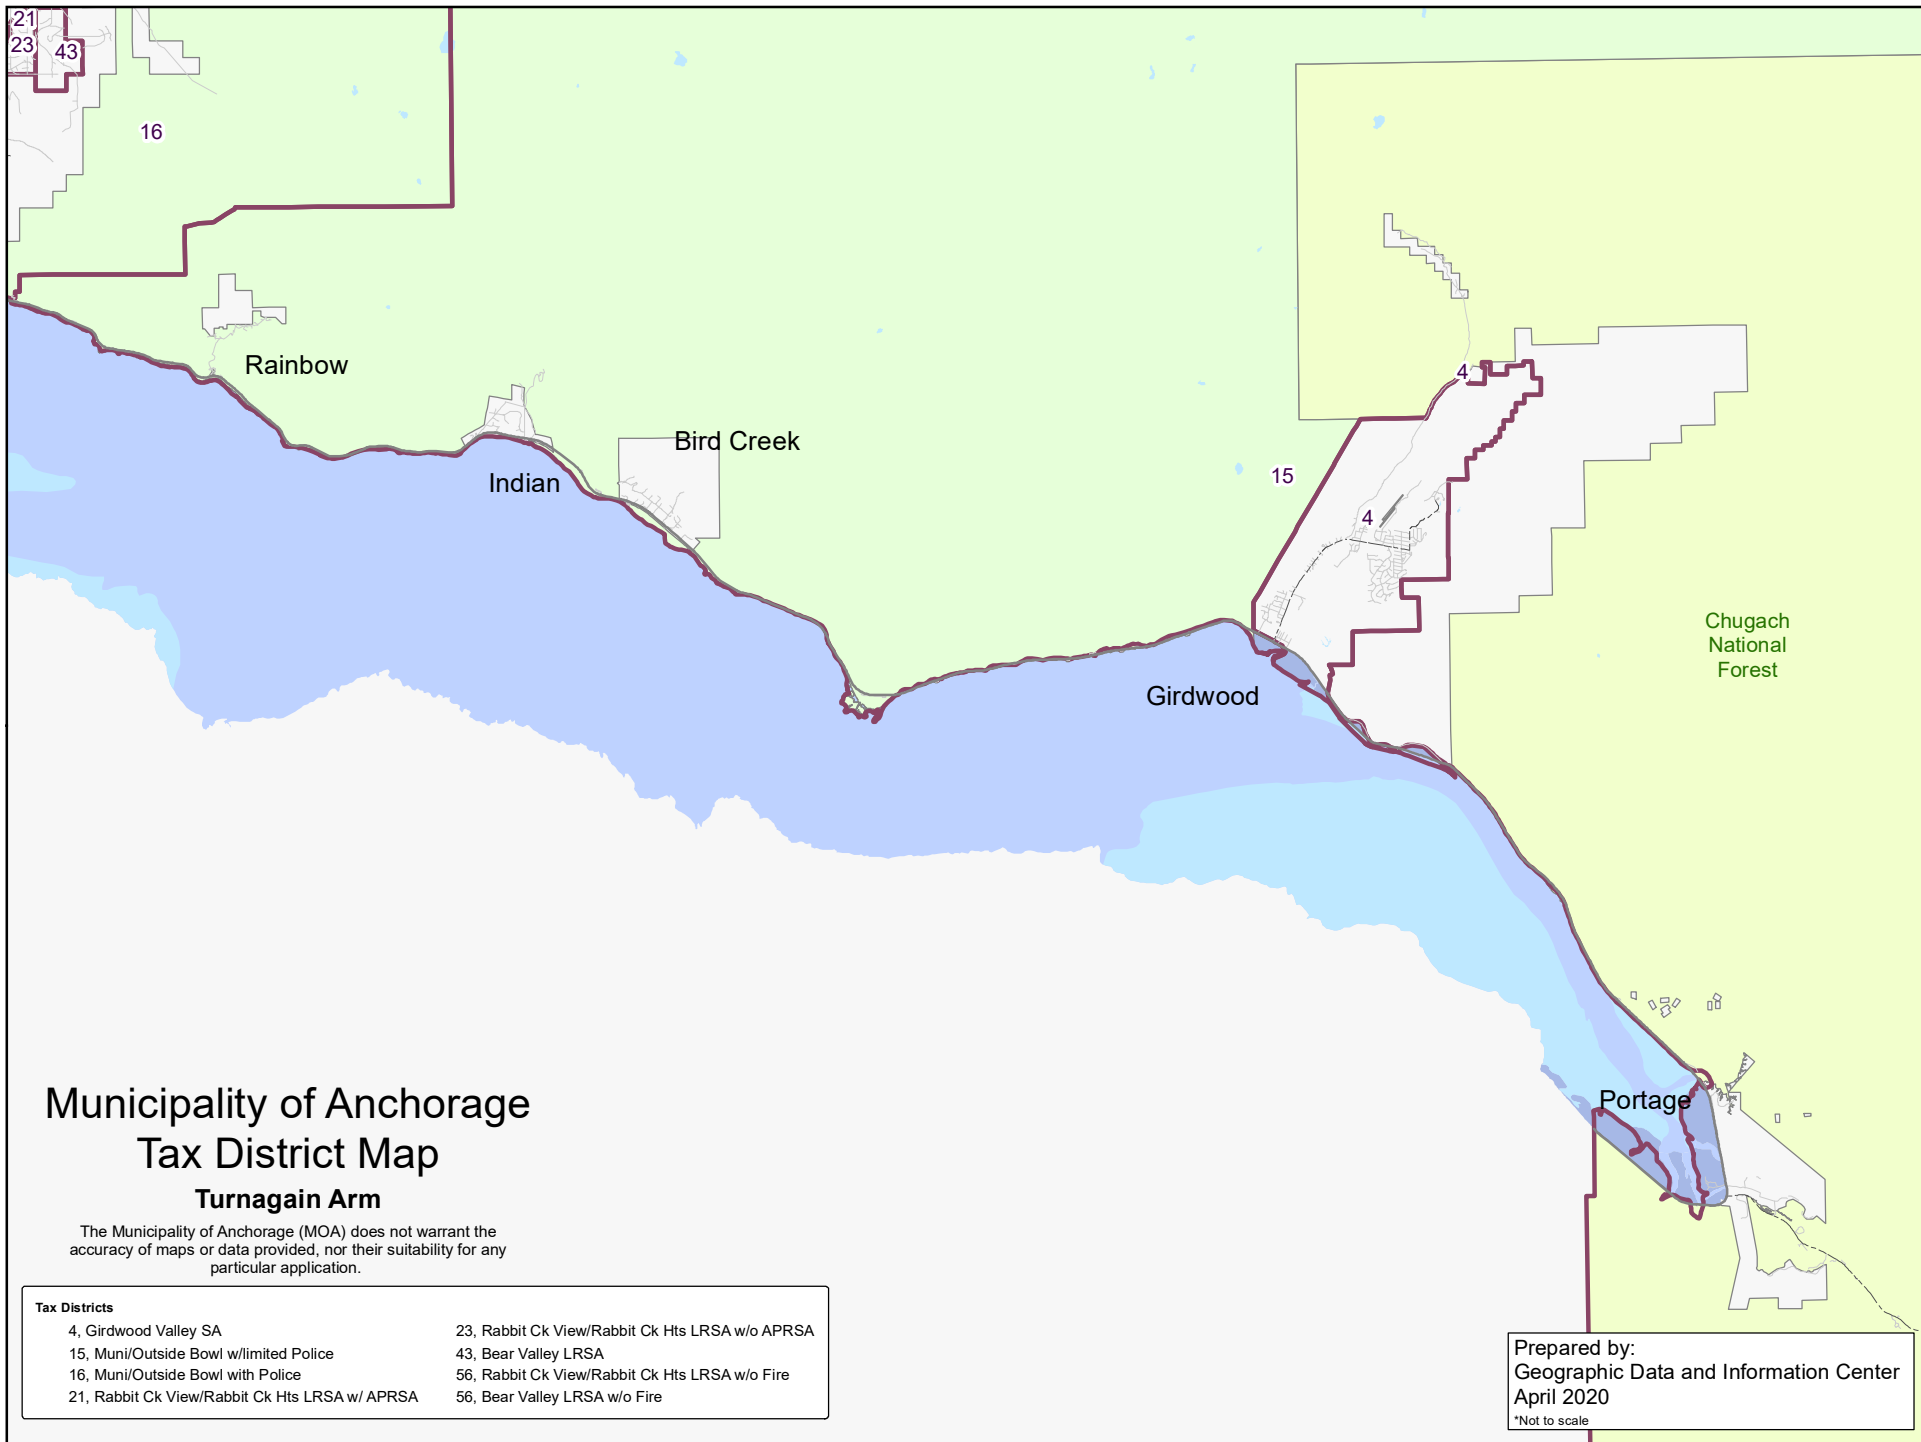 21
23
43
16
Rainbow
Indian
Bird Creek
15
4
4
Girdwood
Chugach
National
Forest
Portage
Municipality of Anchorage
Tax District Map
Turnagain Arm
The Municipality of Anchorage (MOA) does not warrant the
accuracy of maps or data provided, nor their suitability for any
particular application.
Tax Districts
4, Girdwood Valley SA
15, Muni/Outside Bowl w/limited Police
16, Muni/Outside Bowl with Police
21, Rabbit Ck View/Rabbit Ck Hts LRSA w/ APRSA
23, Rabbit Ck View/Rabbit Ck Hts LRSA w/o APRSA
43, Bear Valley LRSA
56, Rabbit Ck View/Rabbit Ck Hts LRSA w/o Fire
56, Bear Valley LRSA w/o Fire
Prepared by:
Geographic Data and Information Center
April 2020
*Not to scale